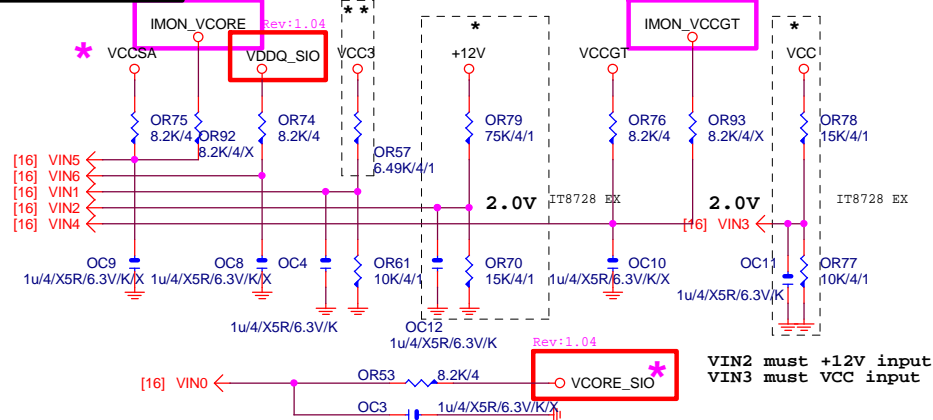 * *
IMON_VCORE Rev:1.04 * IMON_VCCGT *
* VCCSA VDDQ_SIO VCC3 +12V VCCGT VCC
OR75 OR74 OR79 OR76 OR93 OR78
8.2K/4 OR92 8.2K/4 75K/4/1 8.2K/4 8.2K/4/X 15K/4/1
8.2K/4/X OR57
6.49K/4/1
[16] VIN5
[16] VIN6
[16] VIN1
[16] VIN2 2.0V IT8728 EX 2.0V IT8728 EX
[16] VIN4 [16] VIN3
OC9 OC8 OC4 OR61 OR70 OC10 OC11 OR77
1u/4/X5R/6.3V/K/X 1u/4/X5R/6.3V/K/X 10K/4/1 15K/4/1 1u/4/X5R/6.3V/K/X 10K/4/1
1u/4/X5R/6.3V/K
1u/4/X5R/6.3V/K OC12
1u/4/X5R/6.3V/K
Rev:1.04
VIN2 must +12V input
[16] VIN0 OR53 8.2K/4 VCORE_SIO * VIN3 must VCC input
OC3 1u/4/X5R/6.3V/K/X